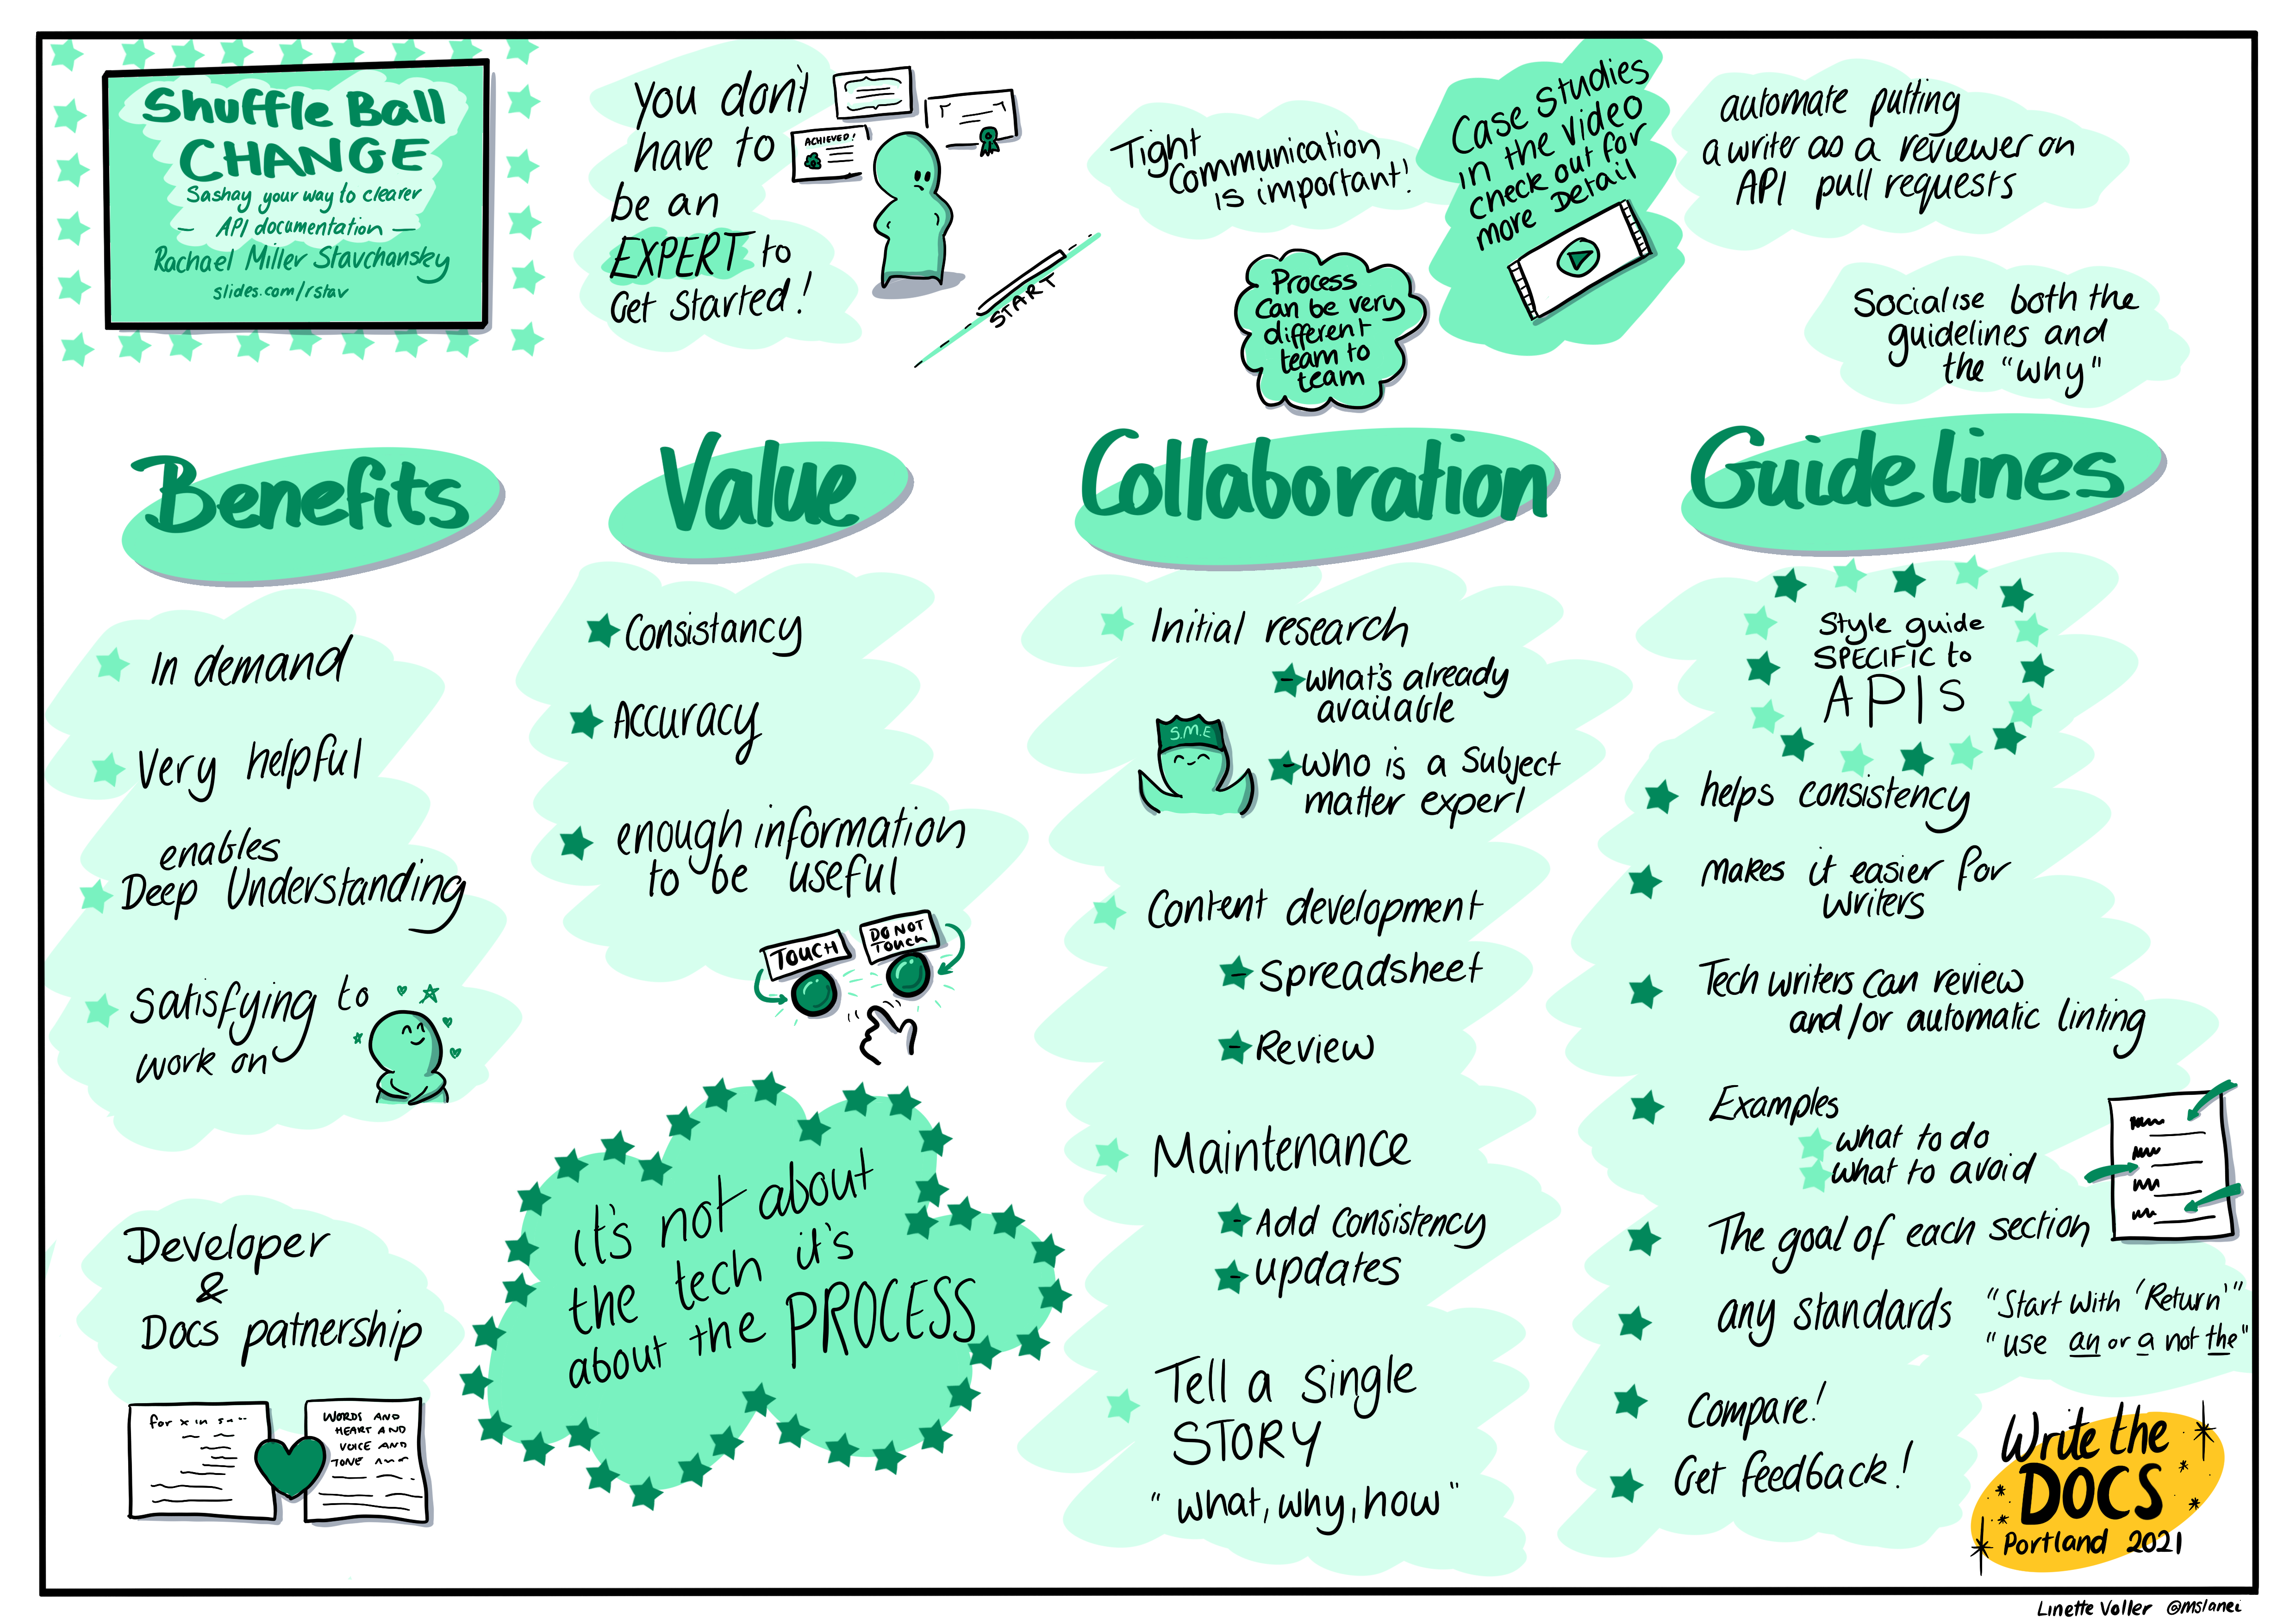 Shuffle Ball
CHANGE
Sashay your way to clearer
— API documentation —
Rachael Miller Stavchansky
slides.com/rstav
You don't
have to
be an
EXPERT to
Get Started!
ACHIEVED!
START
Tight
Communication
is important!
Process
Can be very
different
team to
team
Case Studies
in the video
check out for
more Detail
automate putting
a writer as a reviewer on
API pull requests
Socialise both the
guidelines and
the "why"
Benefits
In demand
Very helpful
enables
Deep Understanding
Satisfying to
work on
Developer
&
Docs patnership
for x in
WORDS AND
HEART AND
VOICE AND
TONE
Value
Consistancy
Accuracy
enough information
to be useful
TOUCH
DO NOT
Touch
it's not about
the tech it's
about the PROCESS
Collaboration
Initial research
- what's already
available
- who is a subject
matter expert
S.M.E
Content development
- Spreadsheet
- Review
Maintenance
- Add Consistency
- updates
Tell a single
STORY
"what, why, how"
Guidelines
Style guide
SPECIFIC to
APIS
helps consistency
makes it easier for
writers
Tech writers can review
and/or automatic linting
Examples
what to do
what to avoid
The goal of each section
any standards
"Start with 'Return'"
"use an or a not the"
Compare!
Get feedback!
Write the
DOCS
Portland 2021
Linette Voller @mslanei